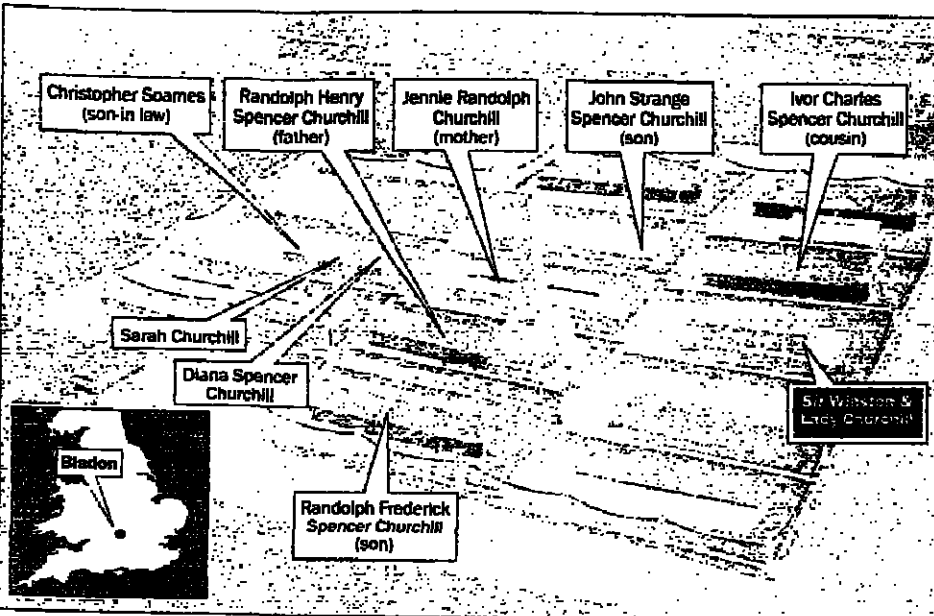 Christopher Soames
(son-in law)
Randolph Henry
Spencer Churchill
(father)
Jennie Randolph
Churchill
(mother)
John Strange
Spencer Churchill
(son)
Ivor Charles
Spencer Churchill
(cousin)
Sarah Churchill
Diana Spencer
Churchill
Sir Winston &
Lady Churchill
Bladon
Randolph Frederick
Spencer Churchill
(son)